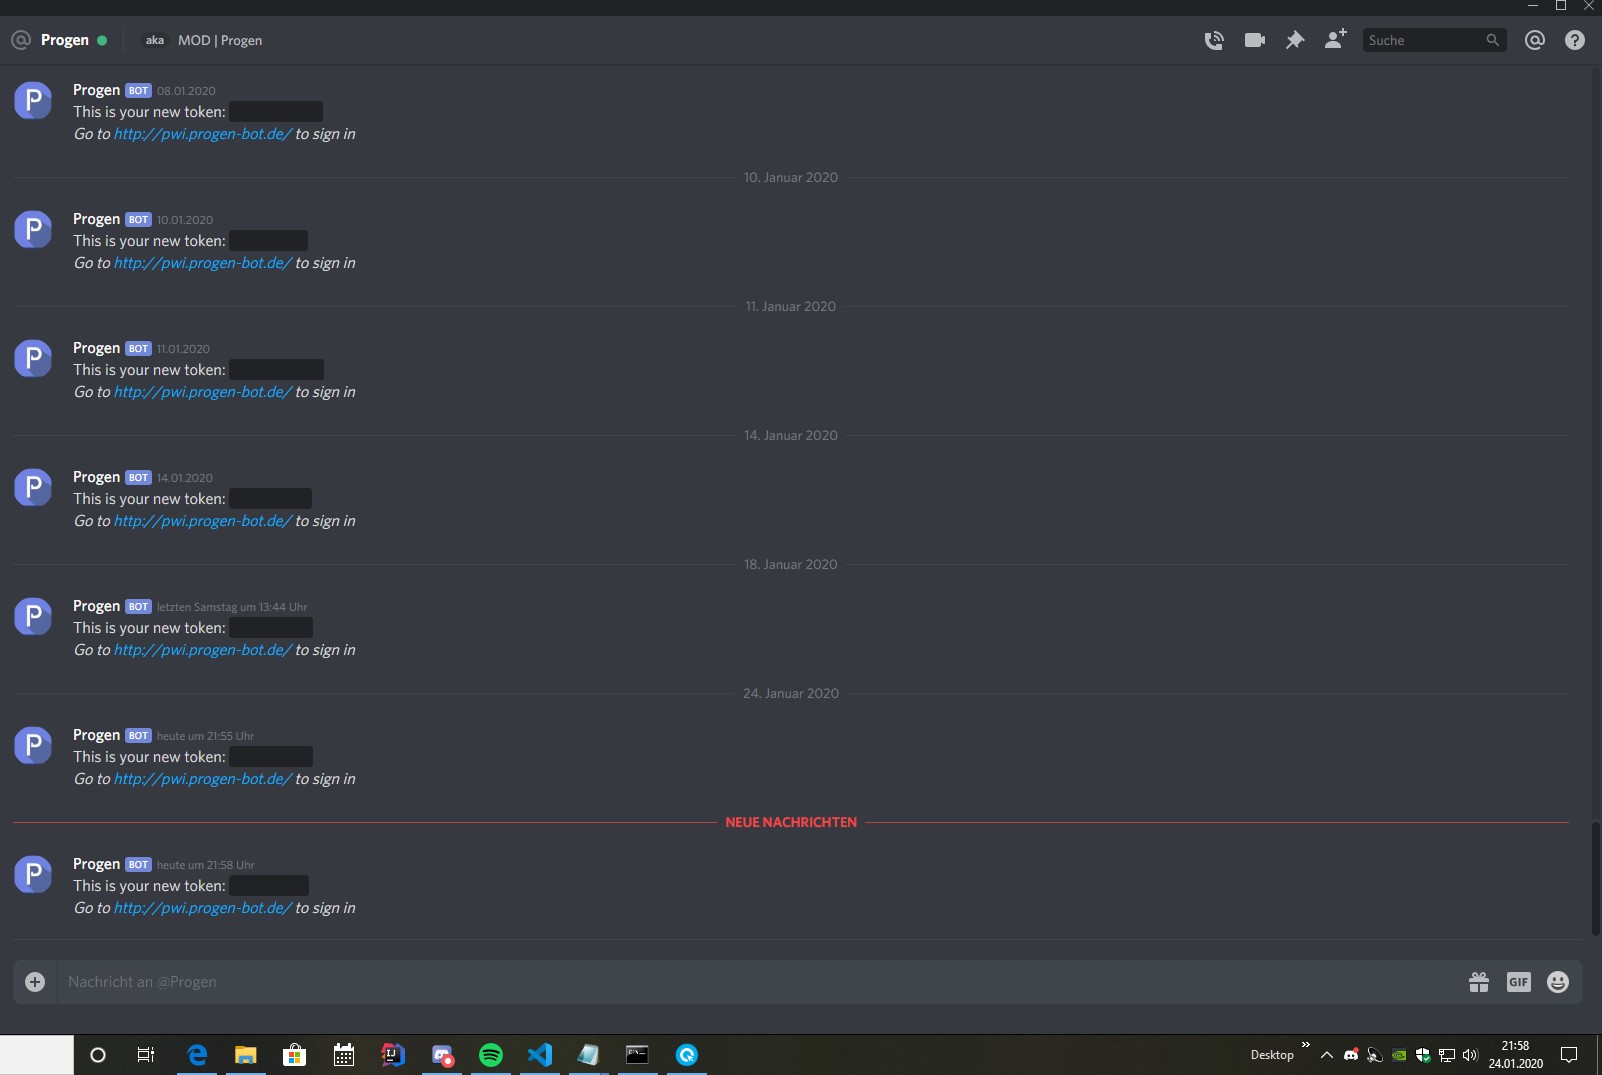 Progen aka MOD | Progen Suche
Progen BOT 08.01.2020
This is your new token:
Go to http://pwi.progen-bot.de/ to sign in
10. Januar 2020
Progen BOT 10.01.2020
This is your new token:
Go to http://pwi.progen-bot.de/ to sign in
11. Januar 2020
Progen BOT 11.01.2020
This is your new token:
Go to http://pwi.progen-bot.de/ to sign in
14. Januar 2020
Progen BOT 14.01.2020
This is your new token:
Go to http://pwi.progen-bot.de/ to sign in
18. Januar 2020
Progen BOT letzten Samstag um 13:44 Uhr
This is your new token:
Go to http://pwi.progen-bot.de/ to sign in
24. Januar 2020
Progen BOT heute um 21:55 Uhr
This is your new token:
Go to http://pwi.progen-bot.de/ to sign in
NEUE NACHRICHTEN
Progen BOT heute um 21:58 Uhr
This is your new token:
Go to http://pwi.progen-bot.de/ to sign in
Nachricht an @Progen GIF
Desktop 21:58
24.01.2020